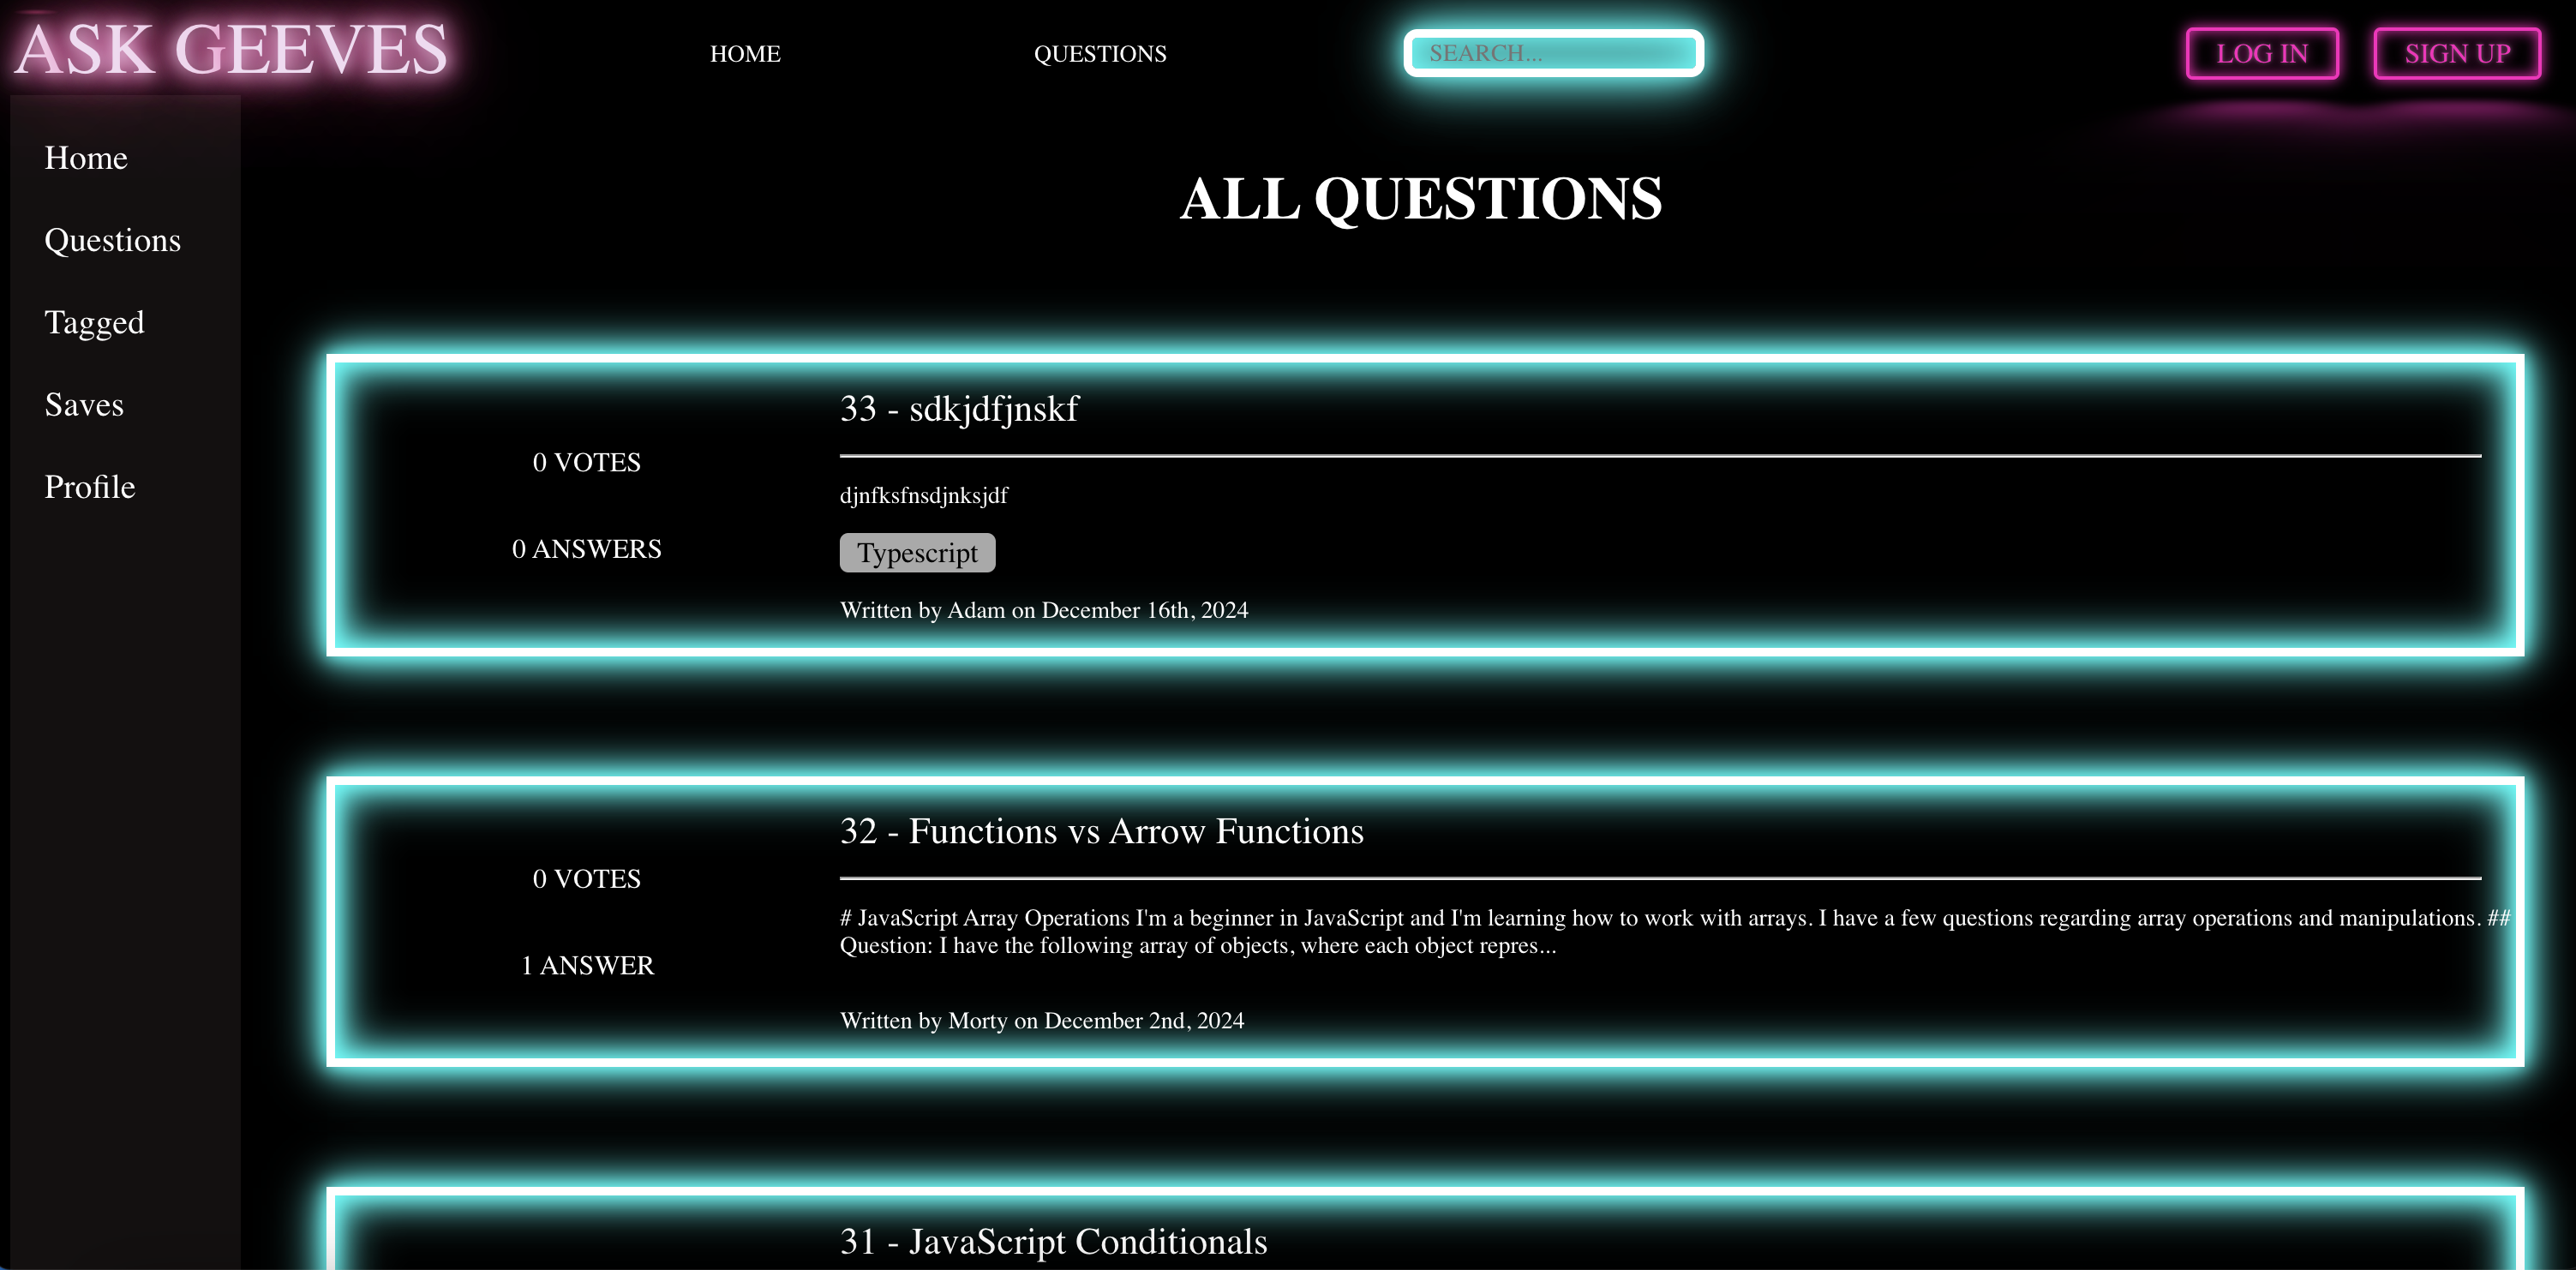 ASK GEEVES
HOME
QUESTIONS
SEARCH...
LOG IN
SIGN UP
Home
Questions
Tagged
Saves
Profile
ALL QUESTIONS
33 - sdkjdfjnskf
0 VOTES
0 ANSWERS
djnfksfnsdjnksjdf
Typescript
Written by Adam on December 16th, 2024
32 - Functions vs Arrow Functions
0 VOTES
1 ANSWER
# JavaScript Array Operations I'm a beginner in JavaScript and I'm learning how to work with arrays. I have a few questions regarding array operations and manipulations. ##
Question: I have the following array of objects, where each object repres...
Written by Morty on December 2nd, 2024
31 - JavaScript Conditionals